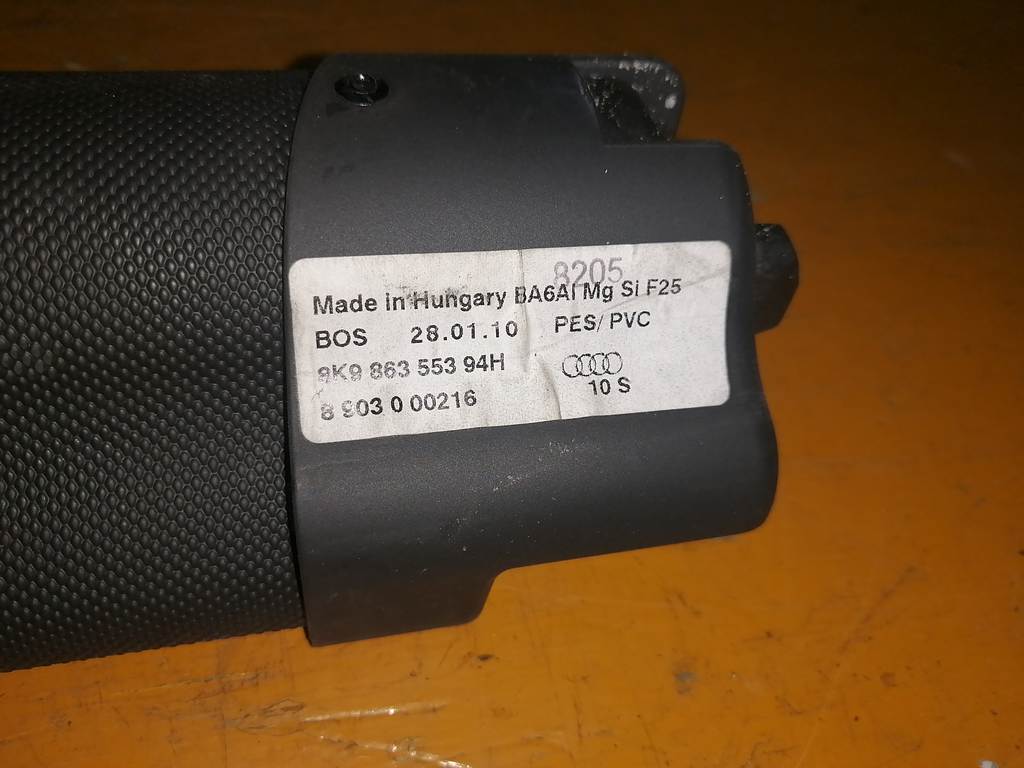 8205
Made in Hungary BA6Al Mg Si F25
BOS 28.01.10 PES/ PVC
8K9 863 553 94H
10 S
8 903 0 00216